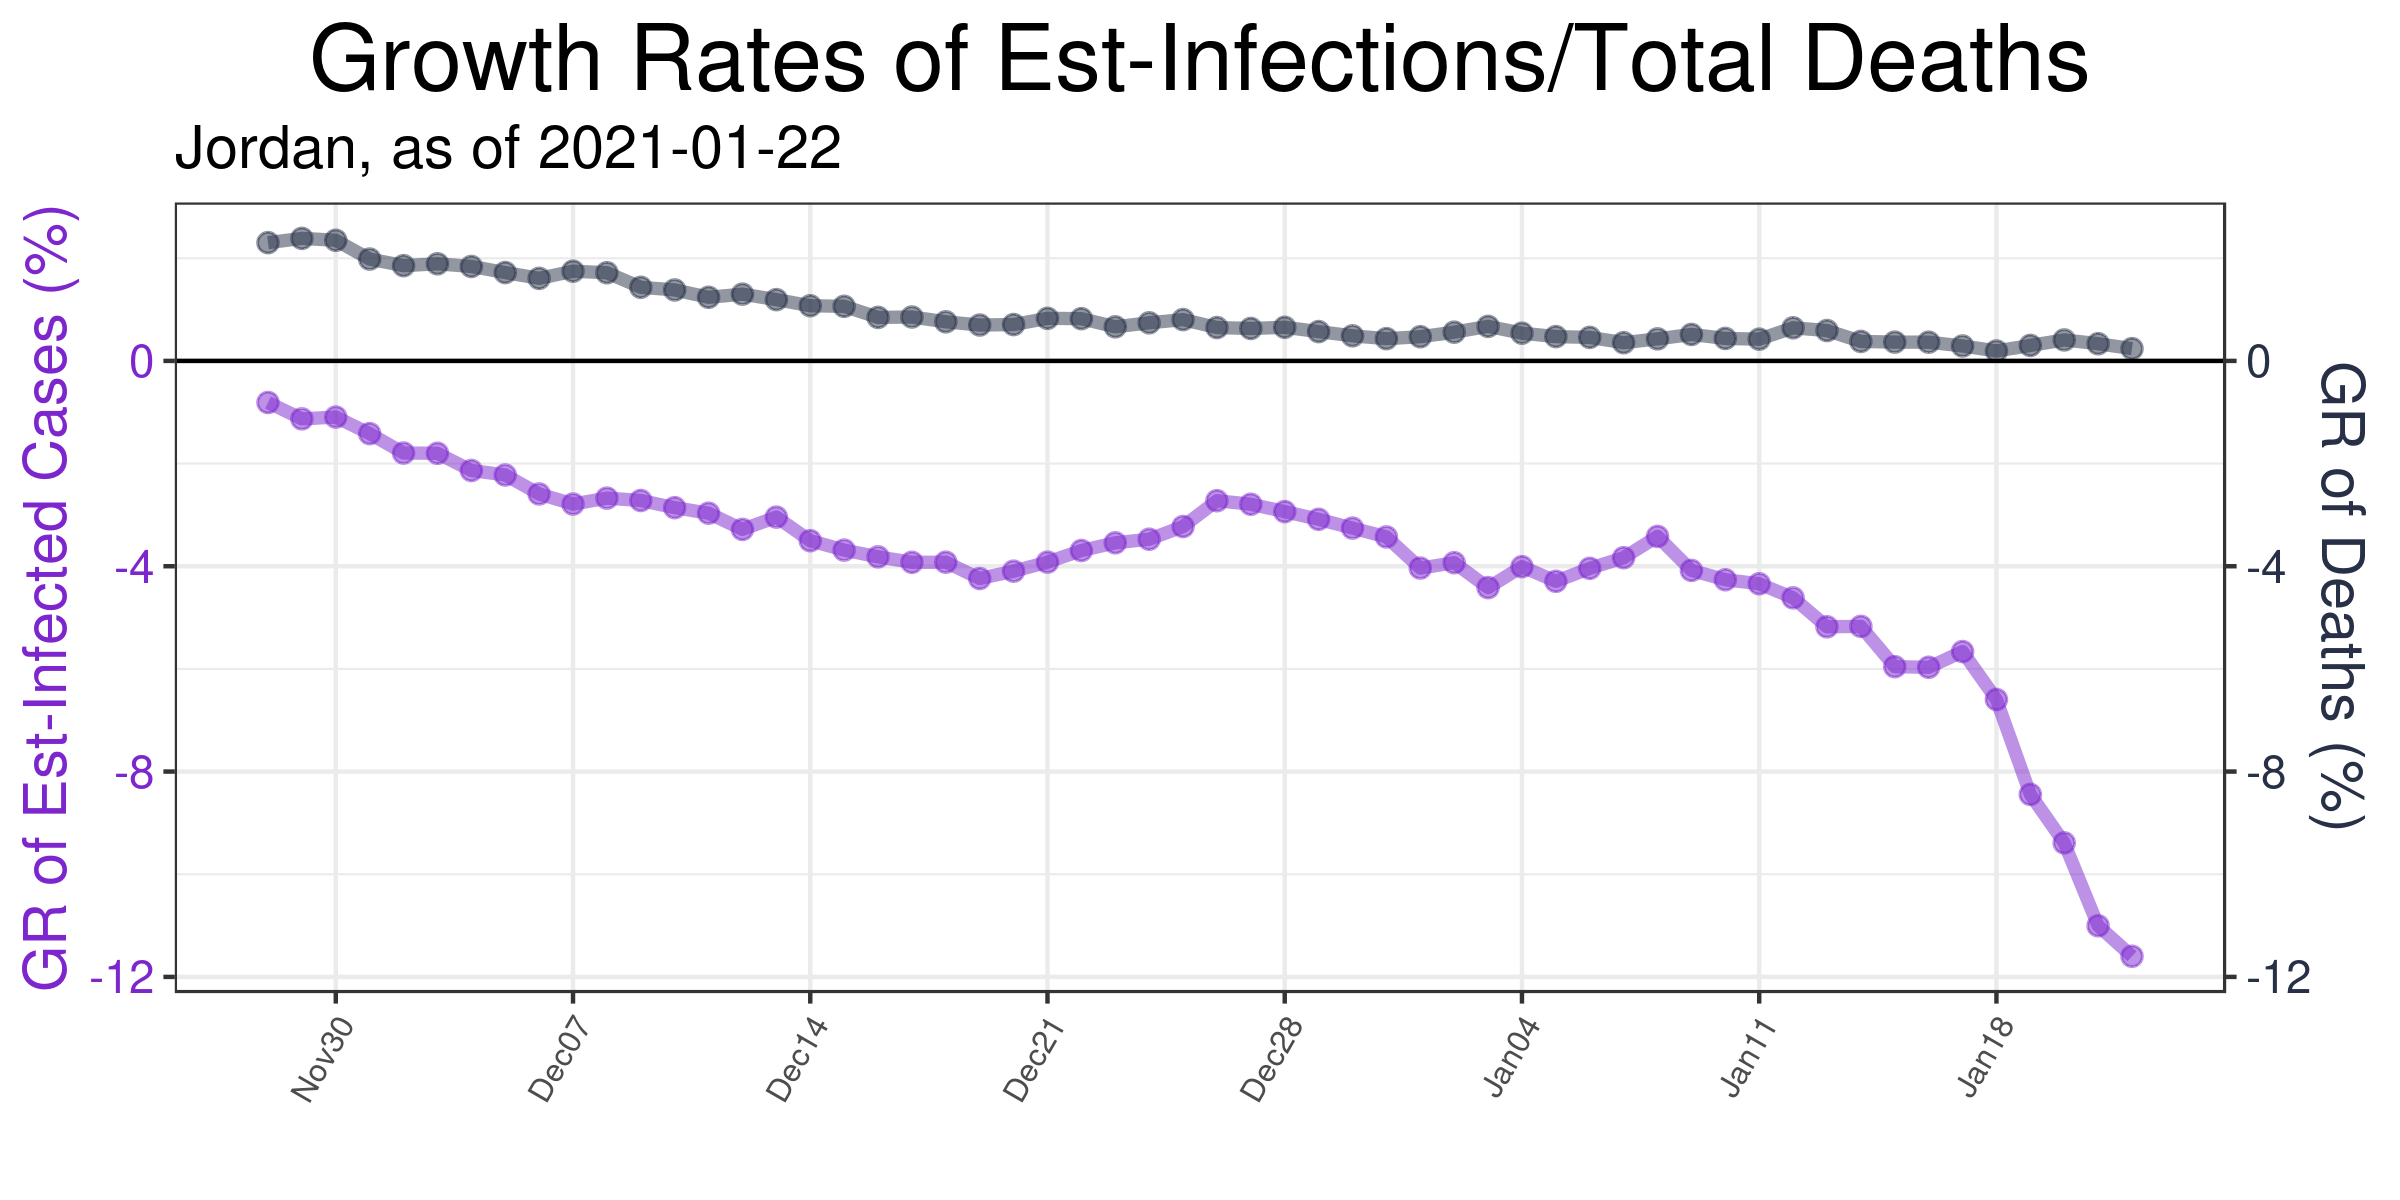 Growth Rates of Est-Infections/Total Deaths
Jordan, as of 2021-01-22
GR of Est-Infected Cases (%)
0
-4
-8
-12
0
-4
-8
-12
GR of Deaths (%)
Nov30
Dec07
Dec14
Dec21
Dec28
Jan04
Jan11
Jan18